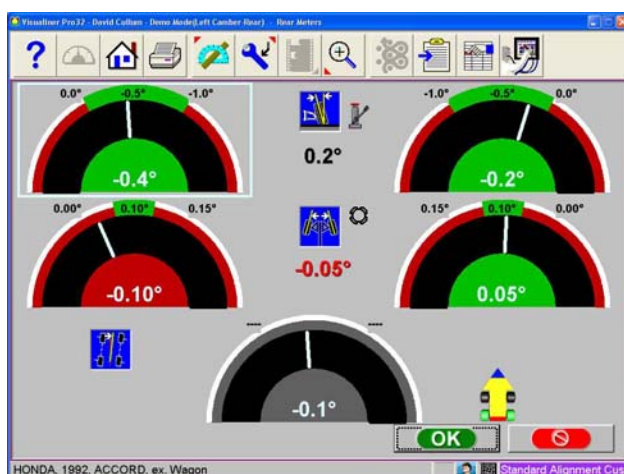 Visualiner Pro32 - David Cullum - Demo Mode(Left Camber Rear) - Rear Meters
0.0° -0.5° -1.0°
-0.4°
0.2°
-1.0° -0.5° 0.0°
-0.2°
0.00° 0.10° 0.15°
-0.10°
-0.05°
0.15° 0.10° 0.00°
0.05°
---- ----
-0.1°
OK
HONDA, 1992, ACCORD, ex. Wagon
Standard Alignment Cus